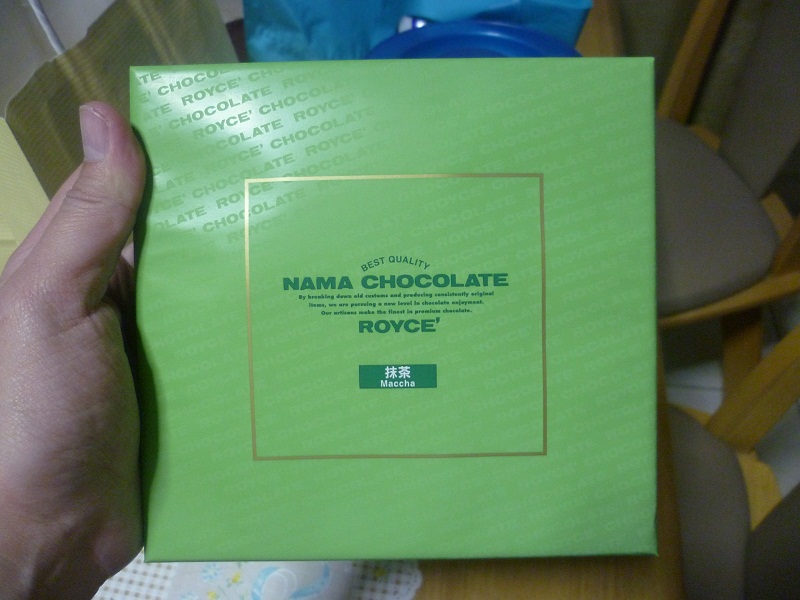 BEST QUALITY
NAMA CHOCOLATE
By breaking down old customs and producing consistently original
items, we are pursuing a new level in chocolate enjoyment.
Our artisans make the finest in premium chocolate.
ROYCE'
抹茶
Maccha